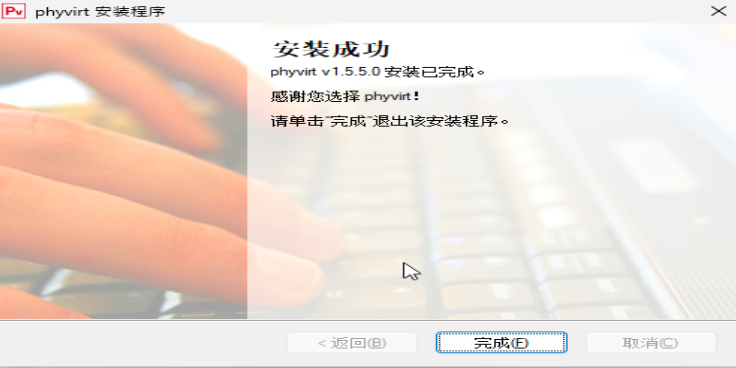 Pv phyvirt 安装程序
安装成功
phyvirt v1.5.5.0 安装已完成。
感谢您选择 phyvirt!
请单击"完成"退出该安装程序。
< 返回(B) 完成(F) 取消(C)